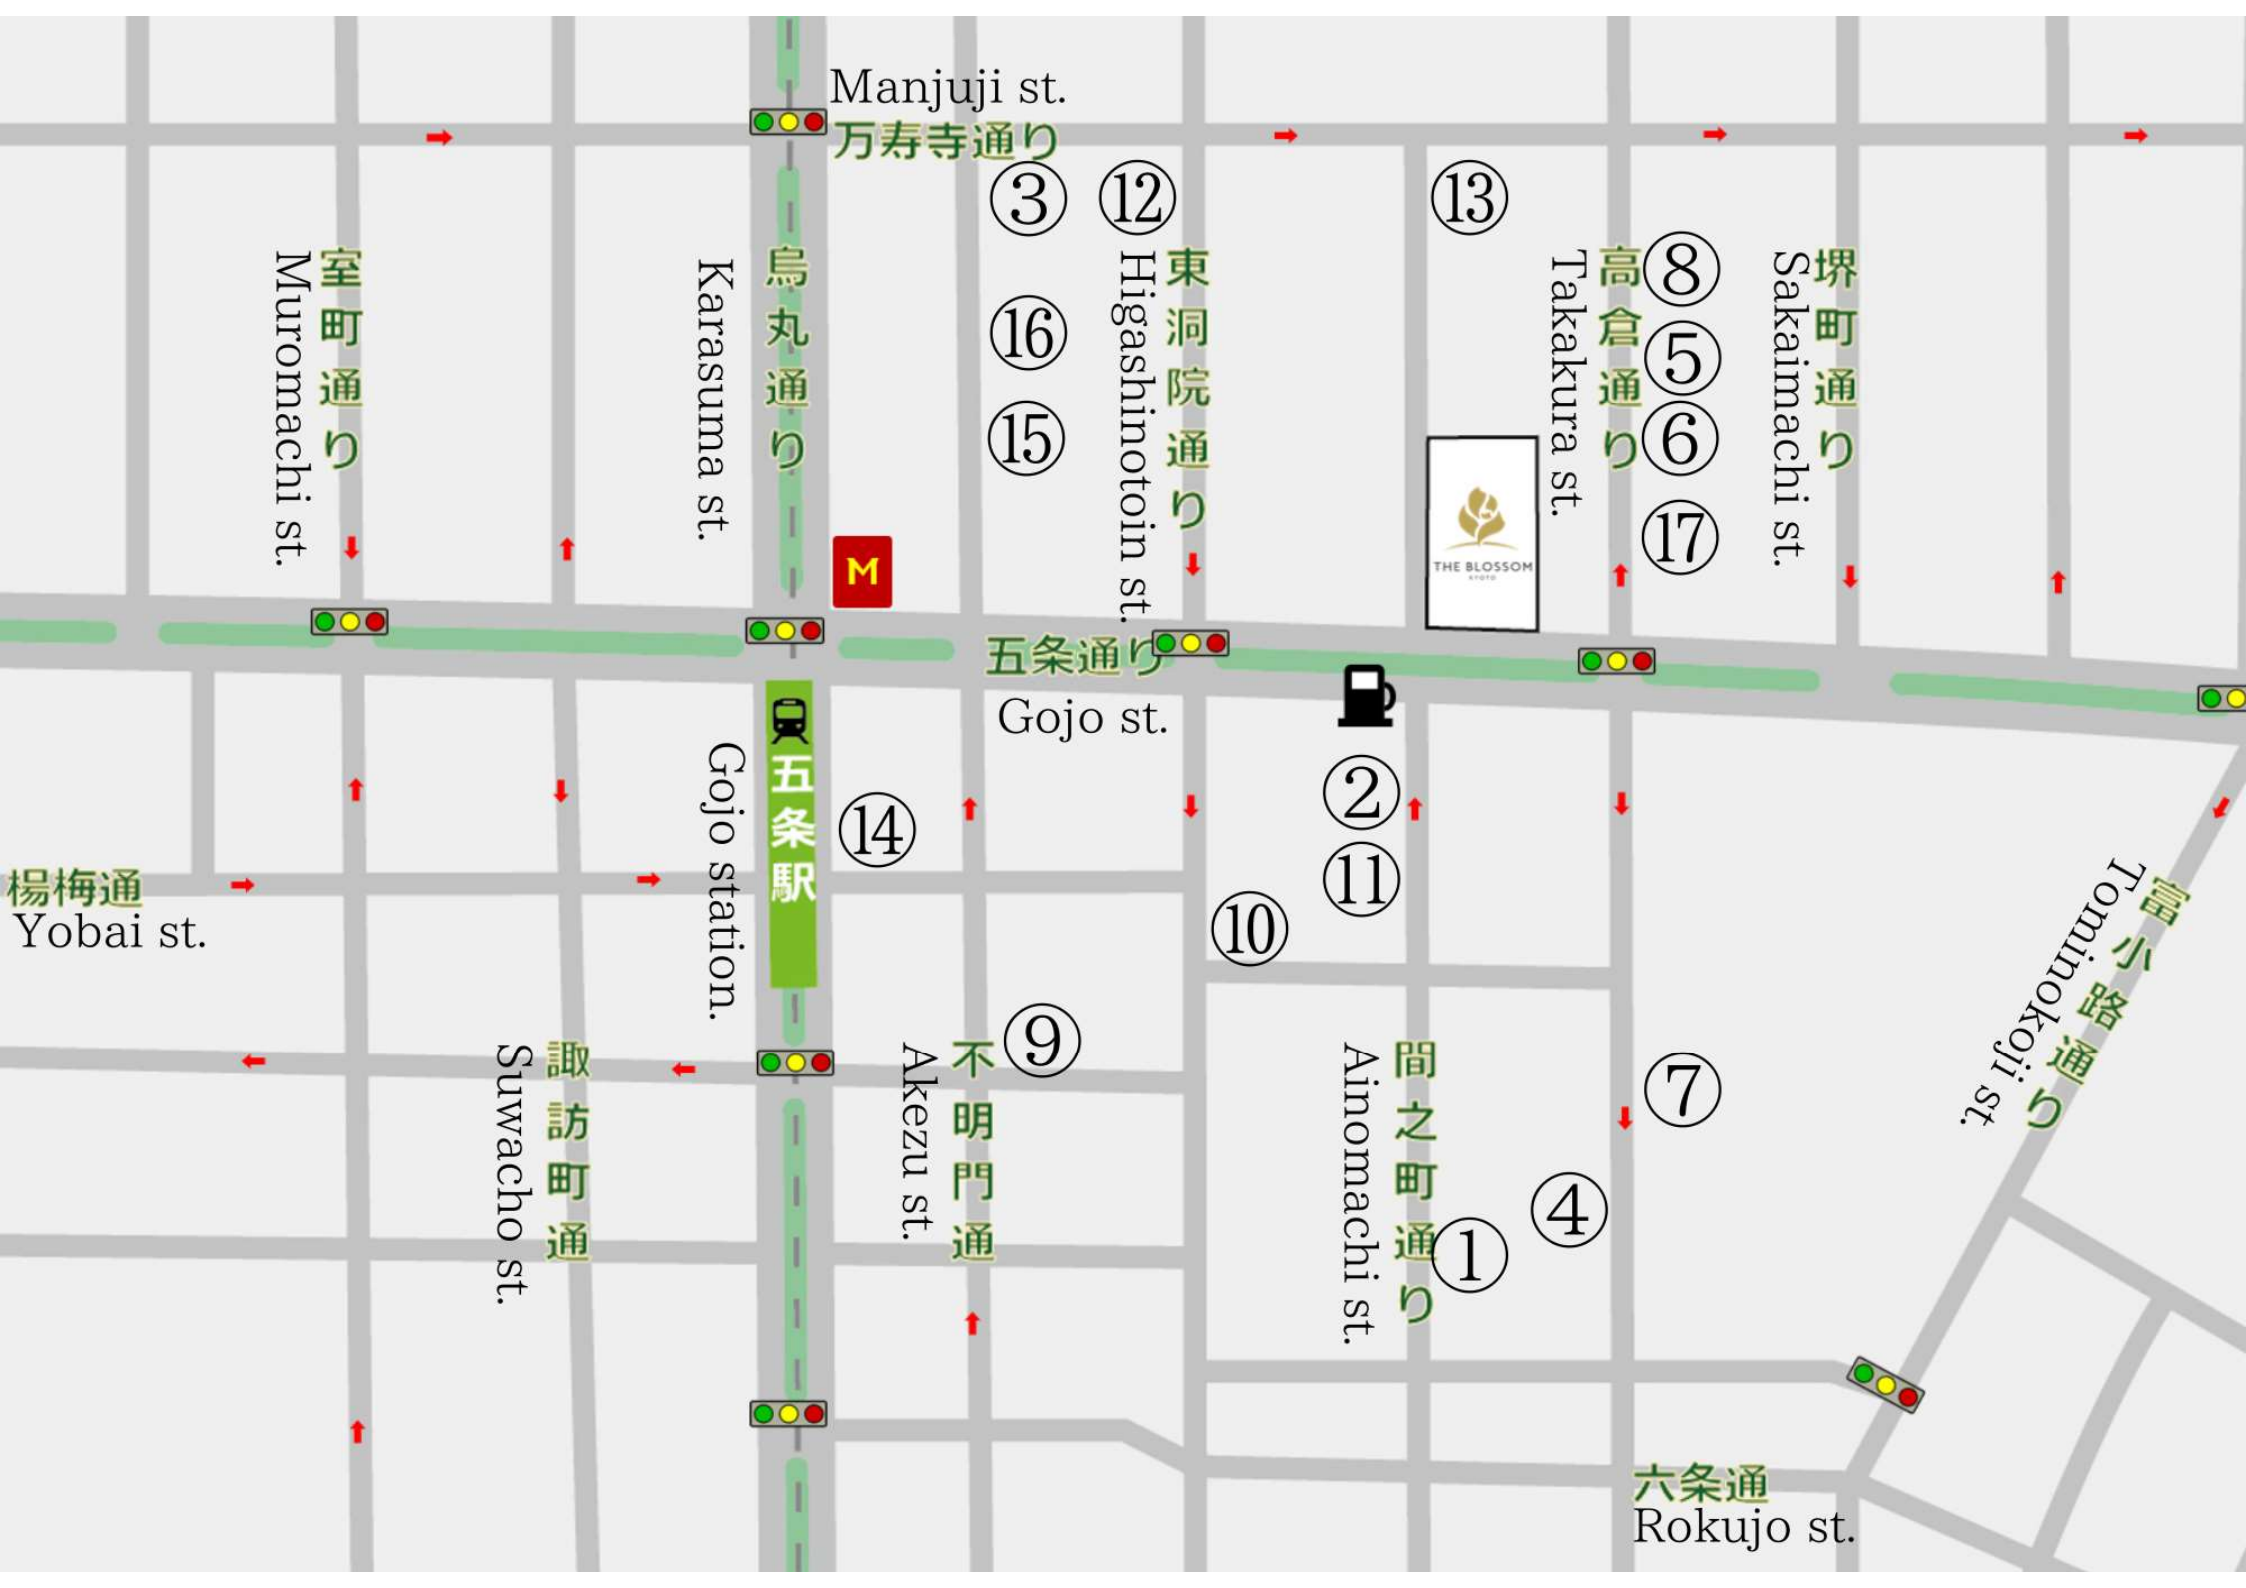 Manjuji st.
万寿寺通り
③
⑫
⑬
室町通り
Muromachi st.
烏丸通り
Karasuma st.
東洞院通り
Higashinotoin st.
高倉通り
Takakura st.
堺町通り
Sakaimachi st.
⑧
⑯
⑤
⑮
⑥
⑰
THE BLOSSOM
KYOTO
M
五条通り
Gojo st.
五条駅
Gojo station.
②
⑭
⑪
楊梅通
Yobai st.
⑩
富小路通り
Tominokoji st.
⑨
諏訪町通
Suwacho st.
不明門通
Akezu st.
間之町通り
Ainomachi st.
⑦
④
①
六条通
Rokujo st.